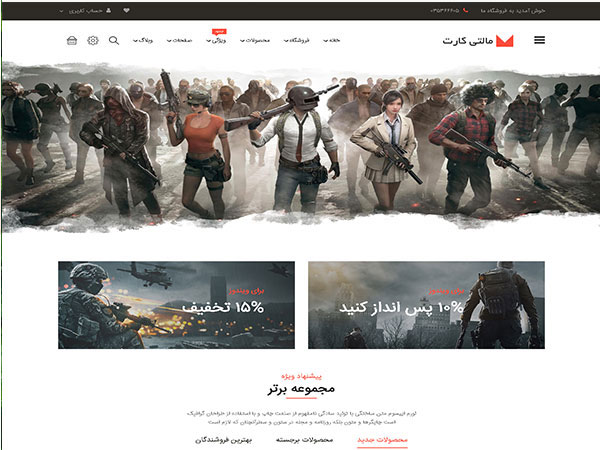 خوش آمدید به فروشگاه ما
حساب کاربری
مالتی کارت
خانه فروشگاه محصولات ویژگی صفحات وبلاگ
۱۰% پس انداز کنید
برای ویندوز
۱۵% تخفیف
پیشنهاد ویژه
مجموعه برتر
لورم ایپسوم متن ساختگی با تولید سادگی نامفهوم از صنعت چاپ و با استفاده از طراحان گرافیک
است چاپگرها و متون بلکه روزنامه و مجله در ستون و سطرآنچنان که لازم است
محصولات جدید محصولات برجسته بهترین فروشندگان